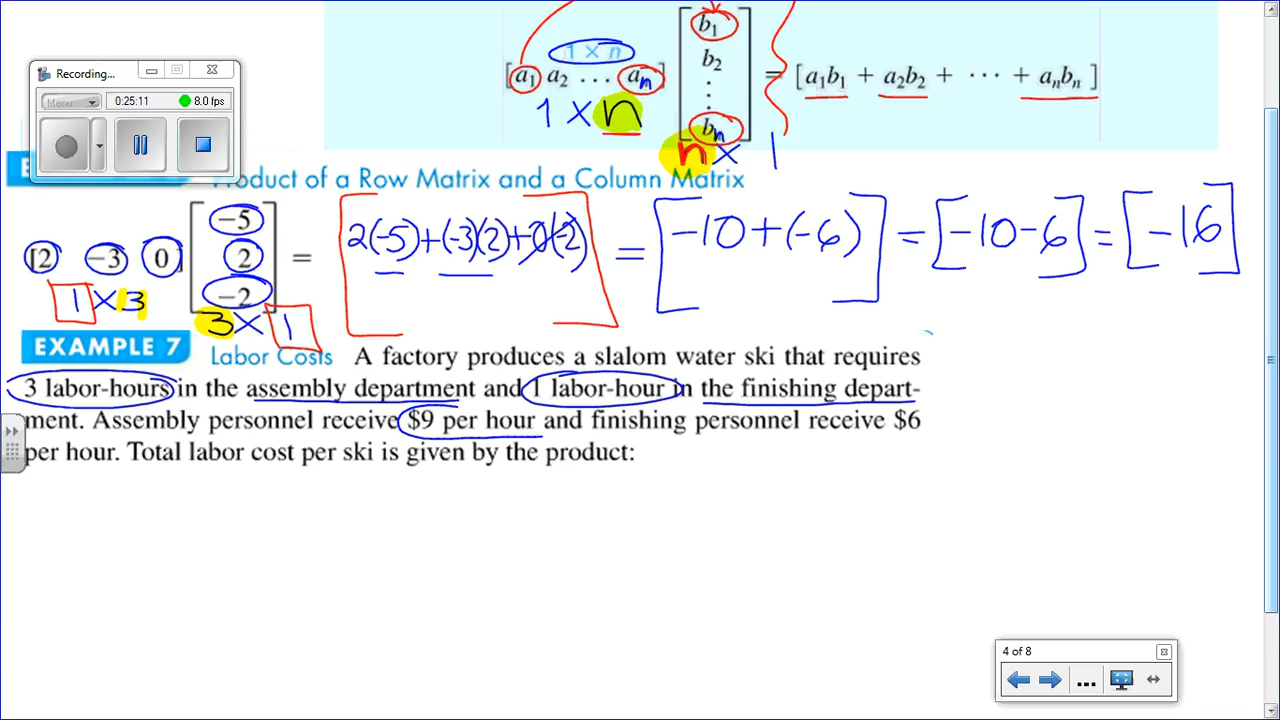 b₁
1 × n
[a₁ a₂ ... aₙ] b₂ = [a₁b₁ + a₂b₂ + ··· + aₙbₙ]
⋮
bₙ
1 × n
n × 1
Recording...
0:25:11 8.0 fps
Menu
Product of a Row Matrix and a Column Matrix
[2 -3 0] [-5 2 -2] = [2(-5)+(-3)(2)+0(-2)] = [-10+(-6)] = [-10-6] = [-16]
1 × 3
3 × 1
EXAMPLE 7 Labor Costs A factory produces a slalom water ski that requires
3 labor-hours in the assembly department and 1 labor-hour in the finishing depart-
ment. Assembly personnel receive $9 per hour and finishing personnel receive $6
per hour. Total labor cost per ski is given by the product:
4 of 8
...